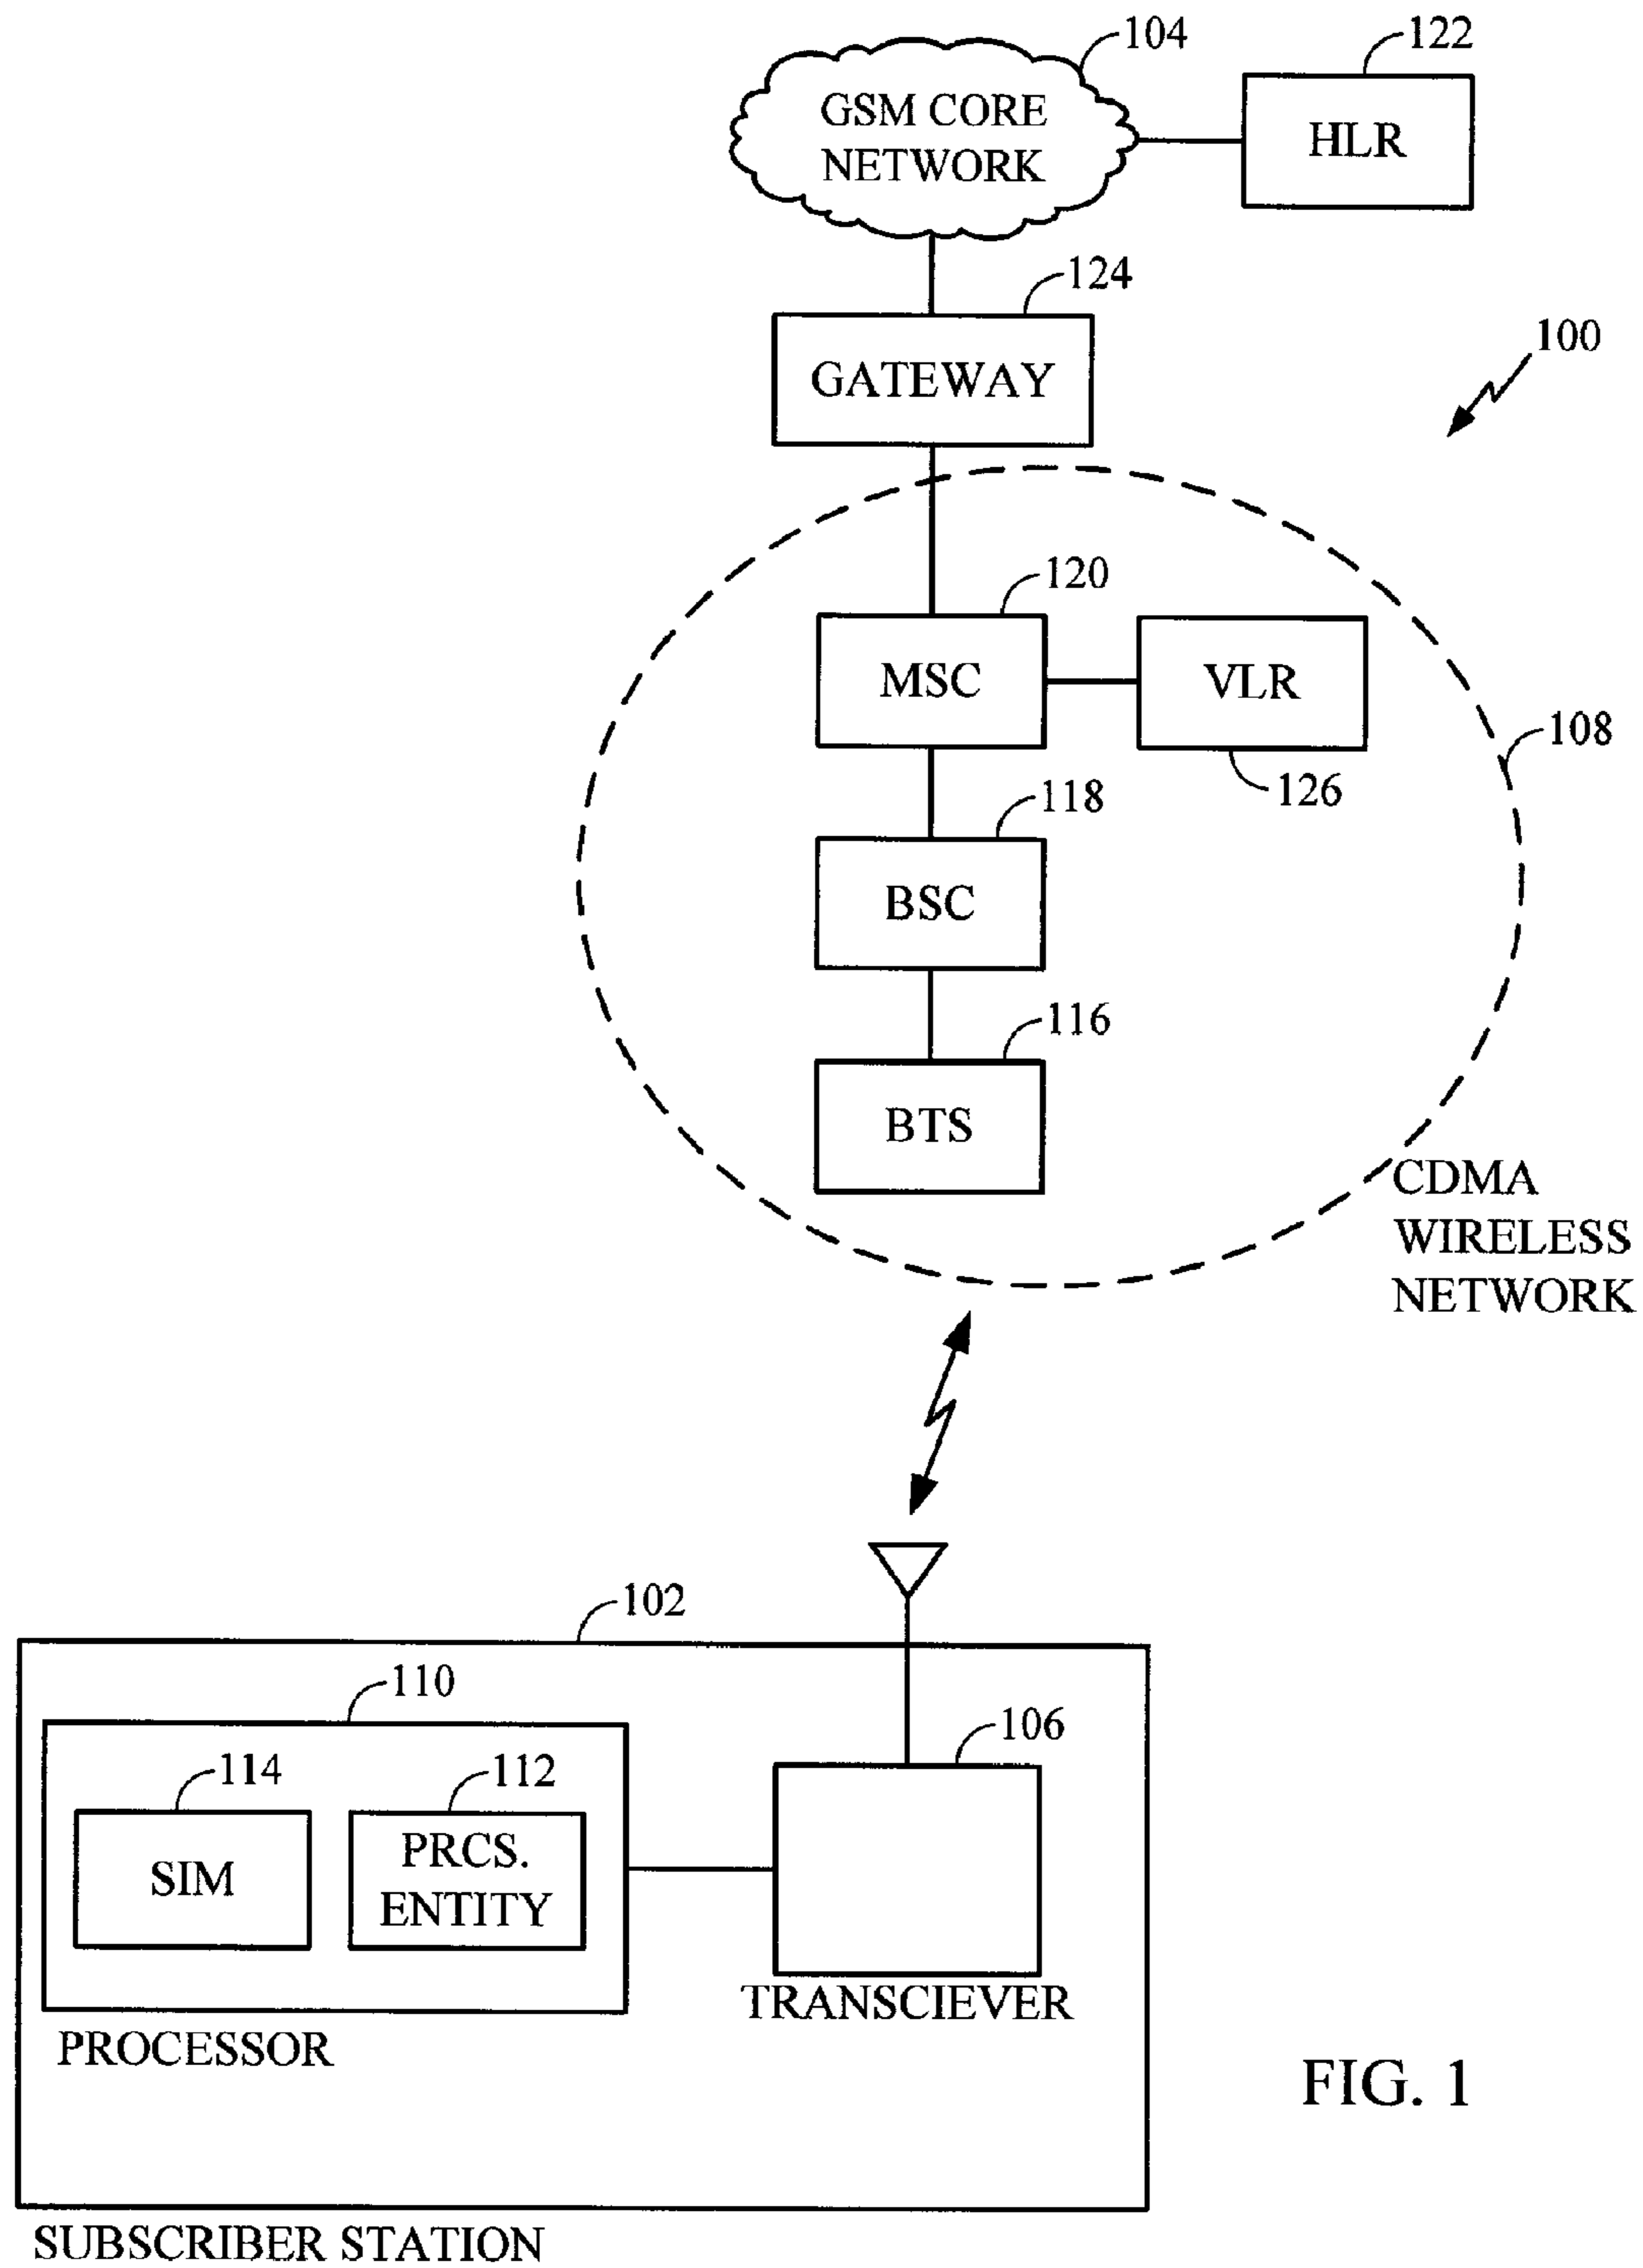 104
122
GSM CORE
NETWORK
HLR
124
100
GATEWAY
120
MSC
VLR
108
126
118
BSC
116
BTS
CDMA
WIRELESS
NETWORK
102
110
106
114
112
SIM
PRCS.
ENTITY
TRANSCIEVER
PROCESSOR
FIG. 1
SUBSCRIBER STATION